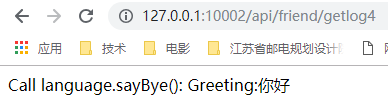 127.0.0.1:10002/api/friend/getlog4
应用 技术 电影 江苏省邮电规划设计
Call language.sayBye(): Greeting:你好